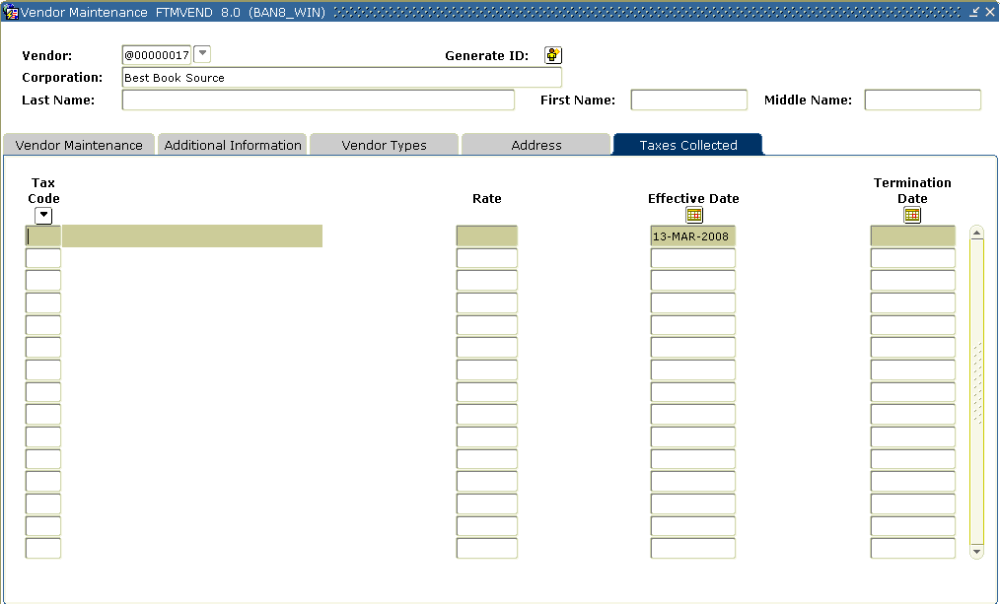 Vendor Maintenance FTMVEND 8.0 (BAN8_WIN)
Vendor: @00000017 Generate ID:
Corporation: Best Book Source
Last Name: First Name: Middle Name:
Vendor Maintenance Additional Information Vendor Types Address Taxes Collected
Tax Termination
Code Rate Effective Date Date
13-MAR-2008